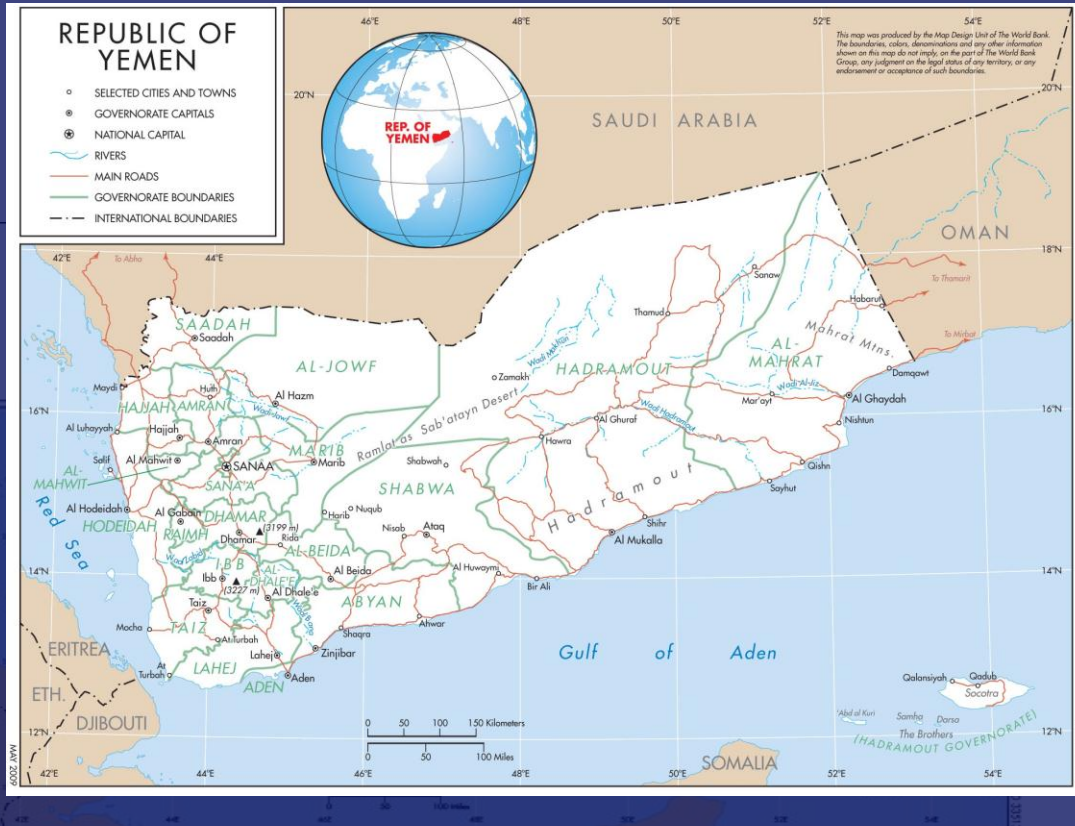 REPUBLIC OF
YEMEN
SELECTED CITIES AND TOWNS
GOVERNORATE CAPITALS
NATIONAL CAPITAL
RIVERS
MAIN ROADS
GOVERNORATE BOUNDARIES
INTERNATIONAL BOUNDARIES
REP. OF
YEMEN
This map was produced by the Map Design Unit of The World Bank.
The boundaries, colors, denominations and any other information
shown on this map do not imply, on the part of The World Bank
Group, any judgment on the legal status of any territory, or any
endorsement or acceptance of such boundaries.
46°E
48°E
50°E
52°E
54°E
20°N
20°N
SAUDI ARABIA
OMAN
18°N
42°E
44°E
To Abha
To Thamarit
To Mirbat
SAADAH
Saadah
AL-JOWF
Sanaw
Thamud
Habarut
Mahrat Mtns.
HADRAMOUT
AL-
MAHRAT
Zamakh
Damqawt
Maydi
Huth
Al Hazm
HAJJAH
AMRAN
Wadi al-Jit
Mar'ayt
Al Ghaydah
16°N
16°N
Al Luhayyah
Hajjah
Amran
MARIB
Marib
Ramlat as Sab'atayn Desert
Al Ghuraf
Wadi Hadramout
Nishtun
Hawra
Salif
Al Mahwit
SANAA
SANA'A
Shabwah
Qishn
AL-
MAHWIT
SHABWA
Hadramout
Sayhut
Al Hodeidah
HODEIDAH
Al Gabain
RAIMH
DHAMAR
Dhamar
(3199 m)
Rida
Harib
Nuqub
Nisab
Ataq
Shihr
Al Mukalla
Red Sea
AL-BEIDA
IBB
Ibb
(3227 m)
AL-
DHALE'E
Al Dhale'e
Al Beida
Al Huwaymi
Bir Ali
14°N
14°N
ABYAN
Taiz
TAIZ
Mocha
At Turbah
Shaqra
Ahwar
Lahej
Zinjibar
LAHEJ
At
Turbah
ADEN
Aden
ERITREA
ETH.
DJIBOUTI
Gulf of Aden
Qalansiyah
Qadub
Socotra
'Abd al Kuri
Samha
Darsa
The Brothers
(HADRAMOUT GOVERNORATE)
0 50 100 150 Kilometers
0 50 100 Miles
12°N
12°N
SOMALIA
MAY 2009
42°E
44°E
46°E
48°E
50°E
52°E
54°E